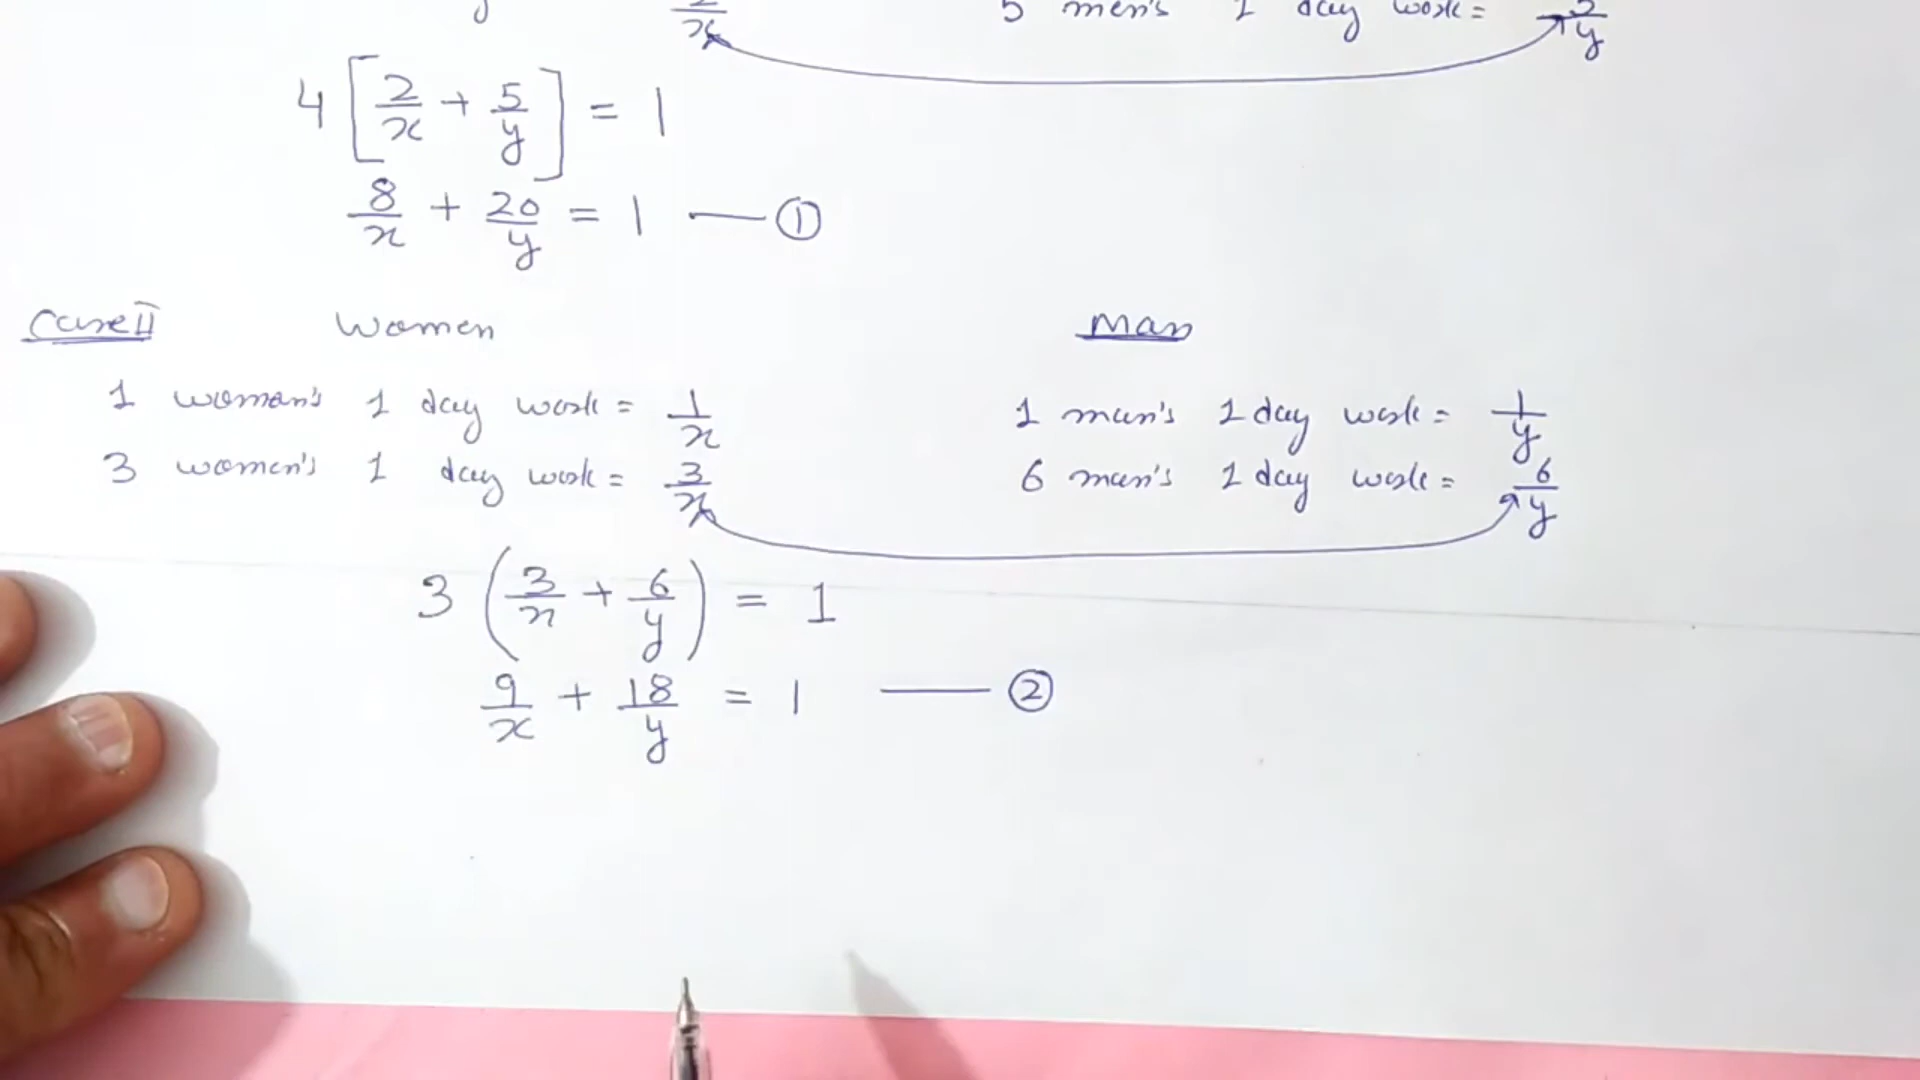 5 men's 1 day work =
4 [ 2/x + 5/y ] = 1
8/x + 20/y = 1 —— ①
Case II Women Man
1 woman's 1 day work = 1/x 1 man's 1 day work = 1/y
3 women's 1 day work = 3/x 6 man's 1 day work = 6/y
3 ( 3/x + 6/y ) = 1
9/x + 18/y = 1 —— ②